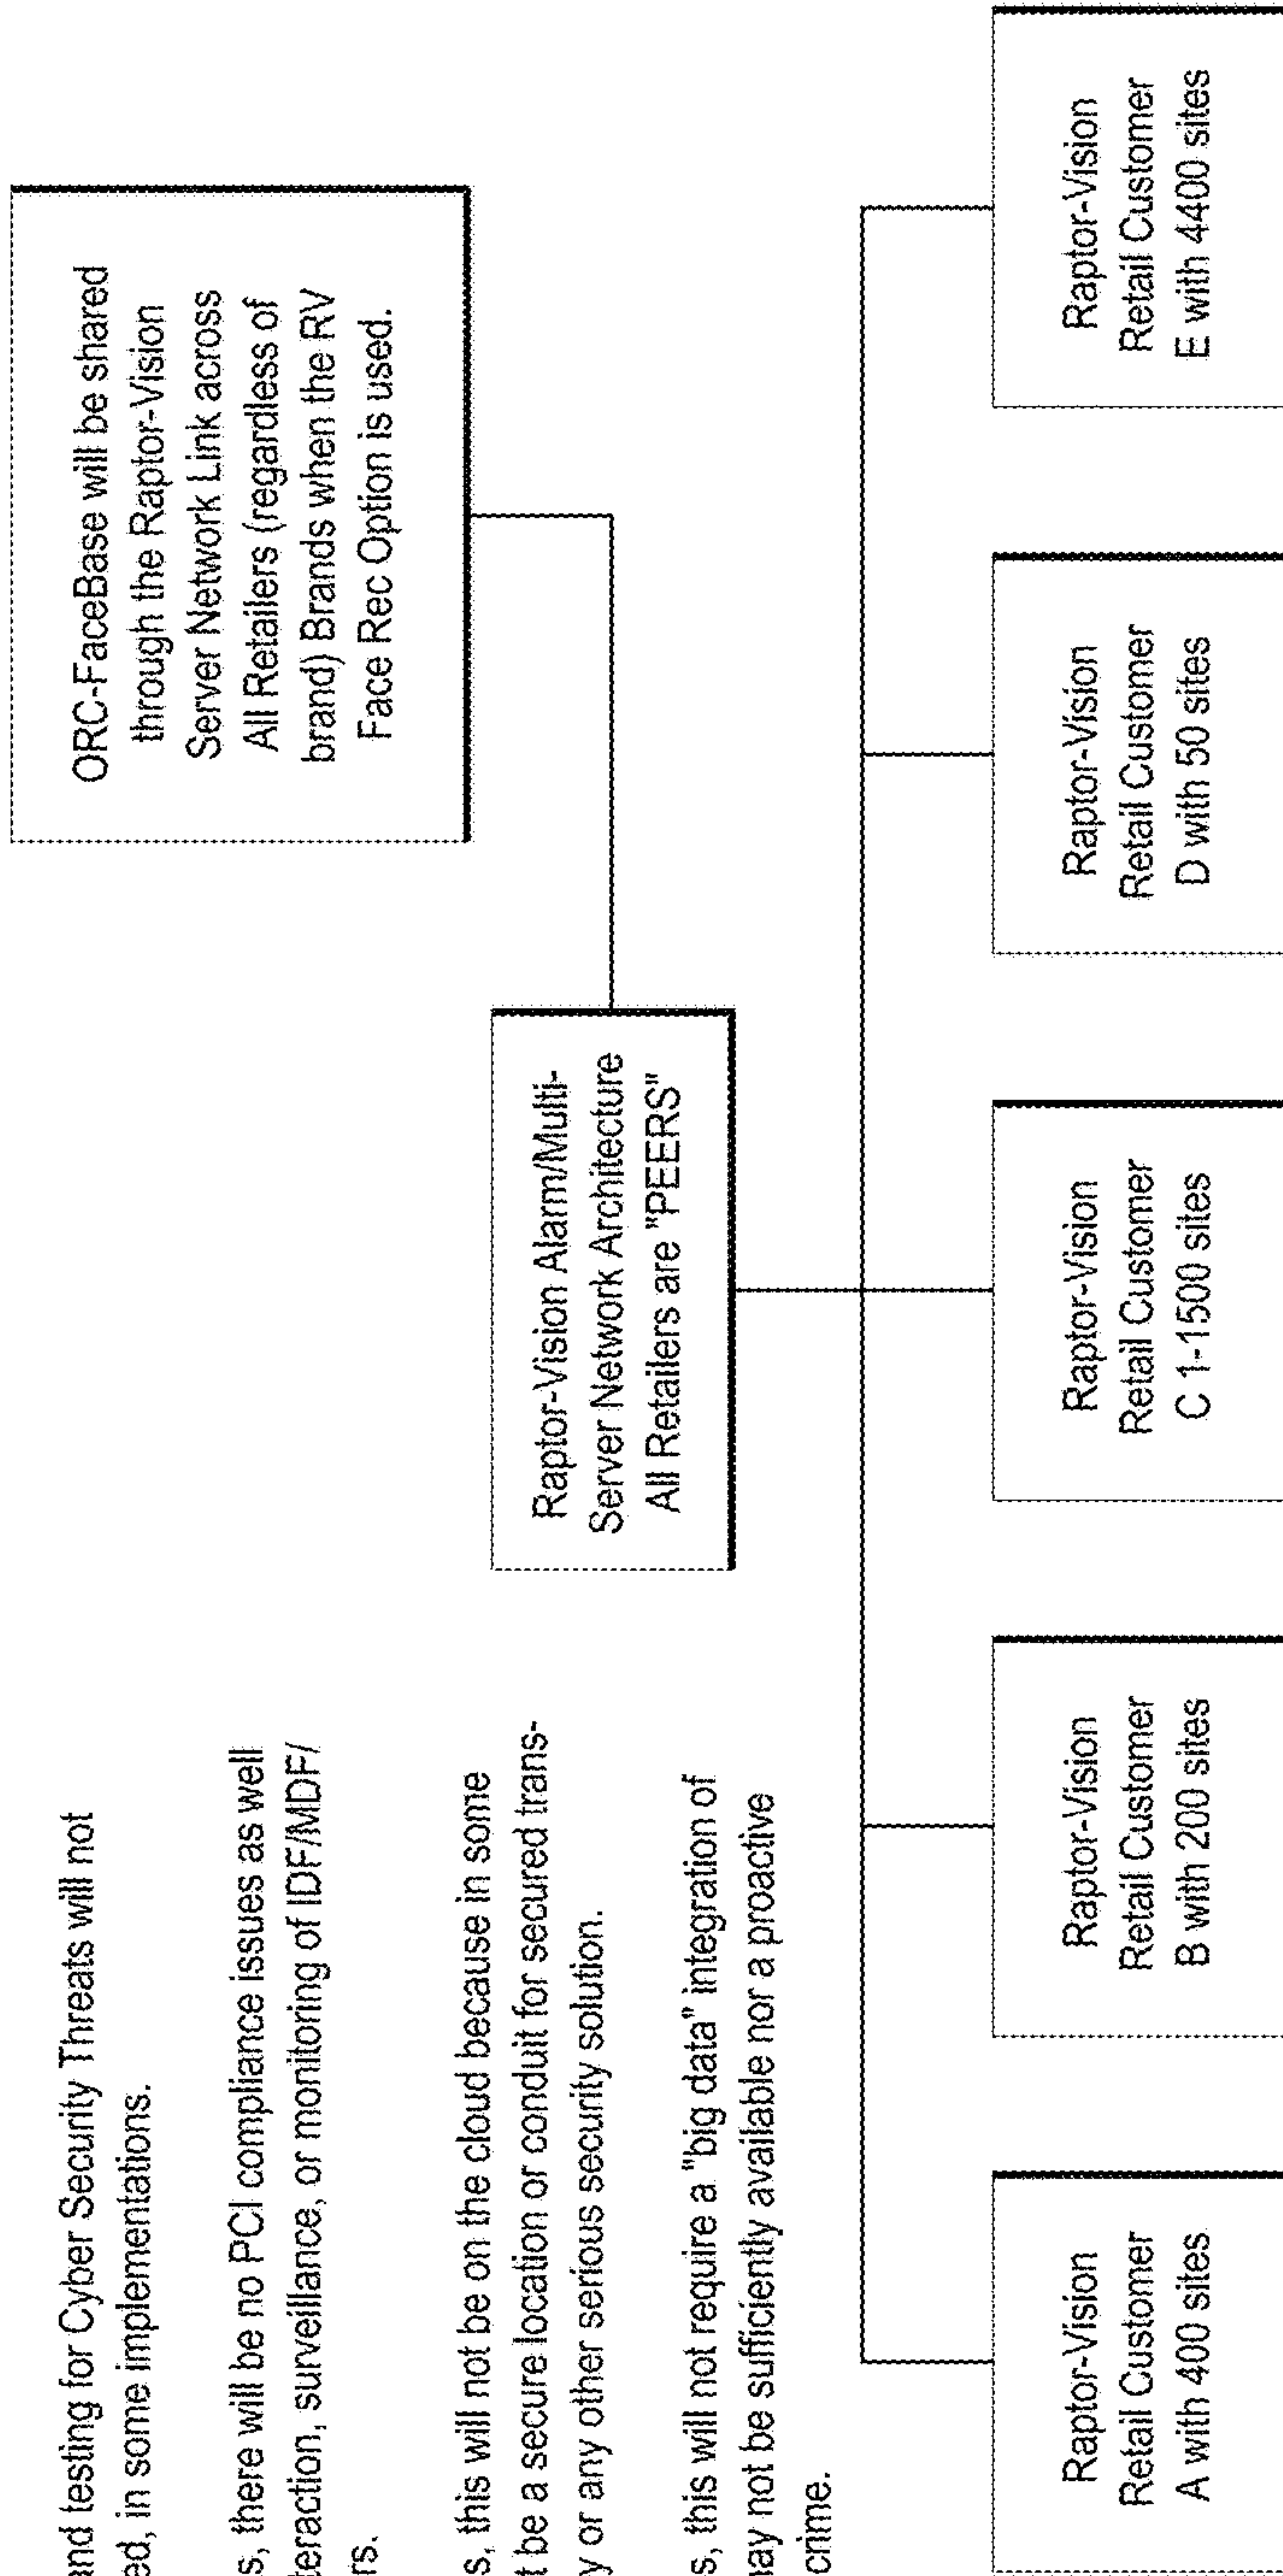 and testing for Cyber Security Threats will not
ed, in some implementations.
s, there will be no PCI compliance issues as well
teraction, surveillance, or monitoring of IDF/MDF/
rs.
s, this will not be on the cloud because in some
t be a secure location or conduit for secured trans-
y or any other serious security solution.
s, this will not require a "big data" integration of
may not be sufficiently available nor a proactive
crime.
ORC-FaceBase will be shared
through the Raptor-Vision
Server Network Link across
All Retailers (regardless of
brand) Brands when the RV
Face Rec Option is used.
Raptor-Vision Alarm/Multi-
Server Network Architecture
All Retailers are "PEERS"
Raptor-Vision
Retail Customer
A with 400 sites
Raptor-Vision
Retail Customer
B with 200 sites
Raptor-Vision
Retail Customer
C 1-1500 sites
Raptor-Vision
Retail Customer
D with 50 sites
Raptor-Vision
Retail Customer
E with 4400 sites